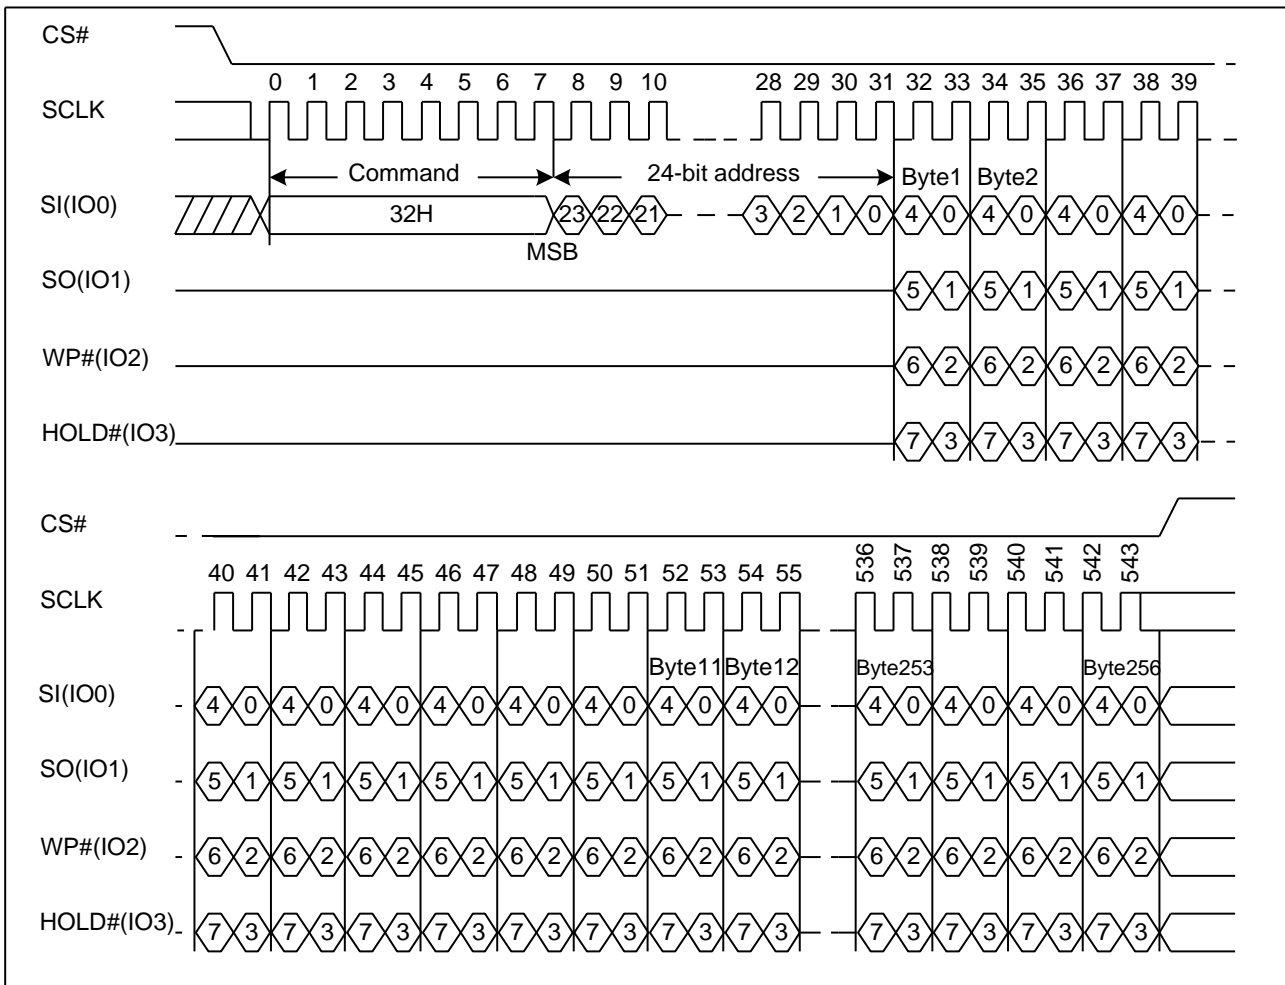 CS#
0 1 2 3 4 5 6 7 8 9 10 28 29 30 31 32 33 34 35 36 37 38 39
SCLK
Command 24-bit address Byte1 Byte2
SI(IO0) 32H 23 22 21 3 2 1 0 4 0 4 0 4 0 4 0
MSB
SO(IO1) 5 1 5 1 5 1 5 1
WP#(IO2) 6 2 6 2 6 2 6 2
HOLD#(IO3) 7 3 7 3 7 3 7 3
CS#
40 41 42 43 44 45 46 47 48 49 50 51 52 53 54 55 536 537 538 539 540 541 542 543
SCLK
Byte11 Byte12 Byte253 Byte256
SI(IO0) 4 0 4 0 4 0 4 0 4 0 4 0 4 0 4 0 4 0 4 0 4 0 4 0
SO(IO1) 5 1 5 1 5 1 5 1 5 1 5 1 5 1 5 1 5 1 5 1 5 1 5 1
WP#(IO2) 6 2 6 2 6 2 6 2 6 2 6 2 6 2 6 2 6 2 6 2 6 2 6 2
HOLD#(IO3) 7 3 7 3 7 3 7 3 7 3 7 3 7 3 7 3 7 3 7 3 7 3 7 3